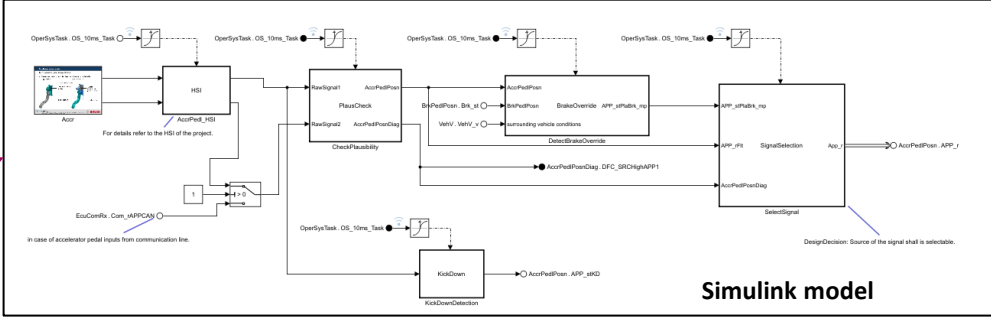 OperSysTask . OS_10ms_Task
OperSysTask . OS_10ms_Task
OperSysTask . OS_10ms_Task
OperSysTask . OS_10ms_Task
HSI
Accr
AccrPedl_HSI
For details refer to the HSI of the project.
RawSignal1
AccrPedlPosn
PlausCheck
RawSignal2
AccrPedlPosnDiag
CheckPlausibility
AccrPedlPosn
BrkPedlPosn . Brk_st
BrkPedlPosn
BrakeOverride
APP_stPlaBrk_mp
VehV . VehV_v
surrounding vehicle conditions
DetectBrakeOverride
APP_stPlaBrk_mp
APP_rFlt
SignalSelection
App_r
AccrPedlPosn . APP_r
AccrPedlPosnDiag . DFC_SRCHighAPP1
AccrPedlPosnDiag
SelectSignal
1
> 0
EcuComRx . Com_rAPPCAN
in case of accelerator pedal inputs from communication line.
OperSysTask . OS_10ms_Task
DesignDecision: Source of the signal shall is selectable.
KickDown
AccrPedlPosn . APP_stKD
KickDownDetection
Simulink model